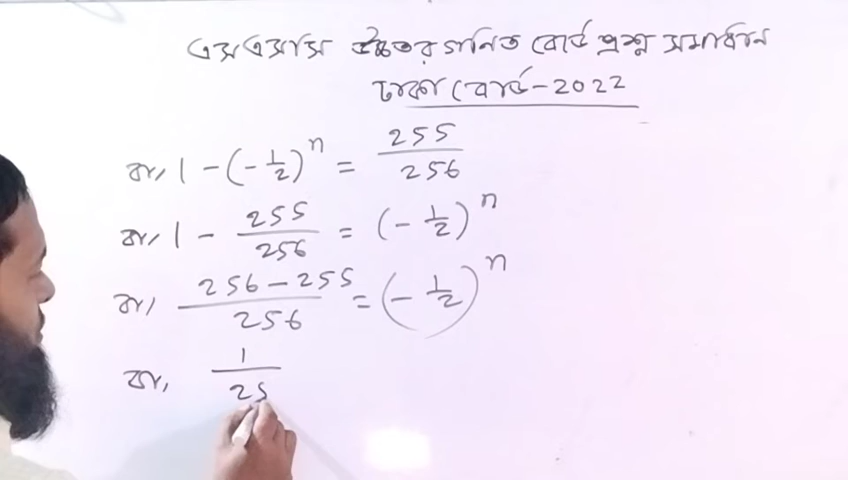 এসএসসি উচ্চতর গনিত বোর্ড প্রশ্ন সমাধান
ঢাকা বোর্ড-2022
বা, 1 - (-1/2)^n = 255/256
বা, 1 - 255/256 = (-1/2)^n
বা, (256-255)/256 = (-1/2)^n
বা, 1/25